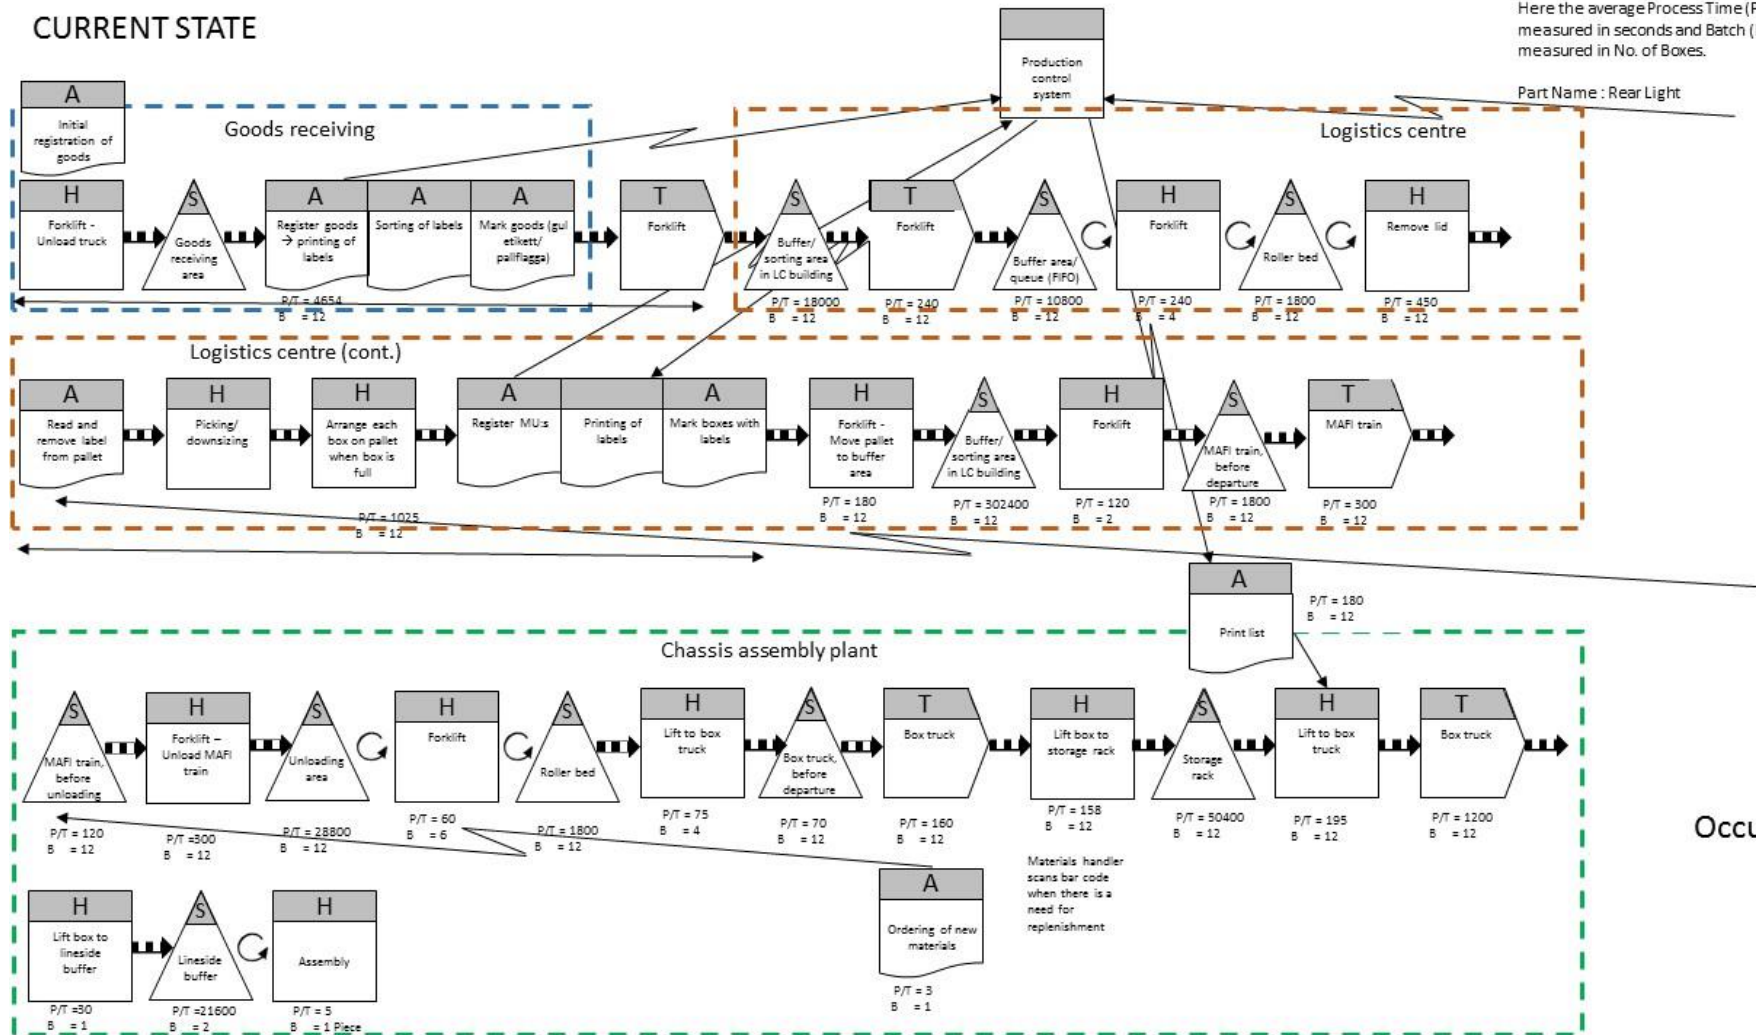 CURRENT STATE
Here the average Process Time (P
measured in seconds and Batch (
measured in No. of Boxes.
Part Name : Rear Light
Production
control
system
A
Initial
registration of
goods
Goods receiving
Logistics centre
H
Forklift -
Unload truck
S
Goods
receiving
area
A
Register goods
→ printing of
labels
A
Sorting of labels
A
Mark goods (gul
etikett/
pallflagga)
T
Forklift
S
Buffer/
sorting area
in LC building
T
Forklift
S
Buffer area/
queue (FIFO)
H
Forklift
S
Roller bed
H
Remove lid
P/T = 4654
B = 12
P/T = 18000
B = 12
P/T = 240
B = 12
P/T = 10800
B = 12
P/T = 240
B = 4
P/T = 1800
B = 12
P/T = 450
B = 12
Logistics centre (cont.)
A
Read and
remove label
from pallet
H
Picking/
downsizing
H
Arrange each
box on pallet
when box is
full
A
Register MU:s
Printing of
labels
A
Mark boxes with
labels
H
Forklift -
Move pallet
to buffer
area
S
Buffer/
sorting area
in LC building
H
Forklift
S
MAFI train,
before
departure
T
MAFI train
P/T = 1025
B = 12
P/T = 180
B = 12
P/T = 302400
B = 12
P/T = 120
B = 2
P/T = 1800
B = 12
P/T = 300
B = 12
A
Print list
P/T = 180
B = 12
Chassis assembly plant
S
MAFI train,
before
unloading
H
Forklift –
Unload MAFI
train
S
Unloading
area
H
Forklift
S
Roller bed
H
Lift to box
truck
S
Box truck,
before
departure
T
Box truck
H
Lift box to
storage rack
S
Storage
rack
H
Lift to box
truck
T
Box truck
P/T = 120
B = 12
P/T =300
B = 12
P/T = 28800
B = 12
P/T = 60
B = 6
P/T = 1800
B = 12
P/T = 75
B = 4
P/T = 70
B = 12
P/T = 160
B = 12
P/T = 158
B = 12
P/T = 50400
B = 12
P/T = 195
B = 12
P/T = 1200
B = 12
Occu
Materials handler
scans bar code
when there is a
need for
replenishment
A
Ordering of new
materials
P/T = 3
B = 1
H
Lift box to
lineside
buffer
S
Lineside
buffer
H
Assembly
P/T =30
B = 1
P/T =21600
B = 2
P/T = 5
B = 1 Piece